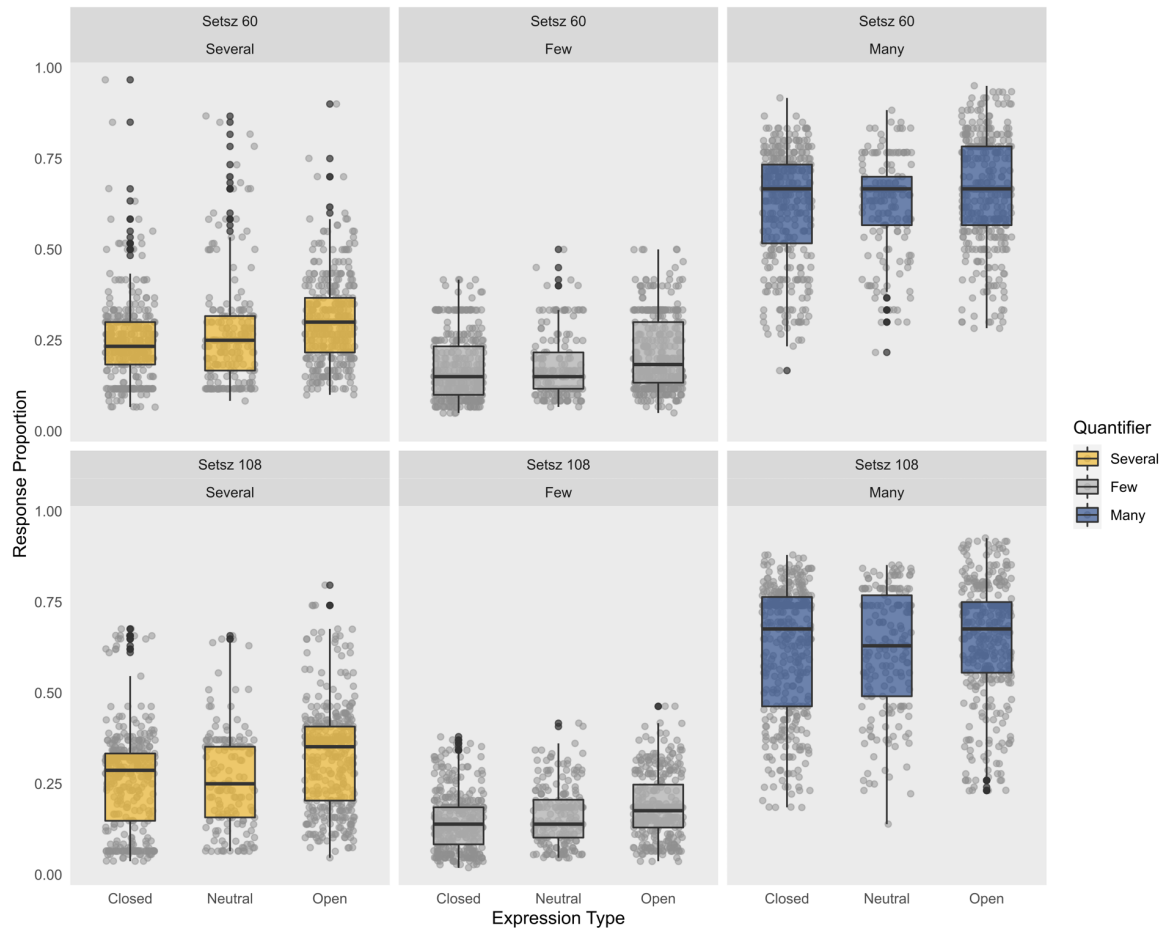 Setsz 60
Several
Setsz 60
Few
Setsz 60
Many
1.00
0.75
0.50
0.25
0.00
Setsz 108
Several
Setsz 108
Few
Setsz 108
Many
1.00
0.75
0.50
0.25
0.00
Response Proportion
Closed Neutral Open
Closed Neutral Open
Closed Neutral Open
Expression Type
Quantifier
Several
Few
Many